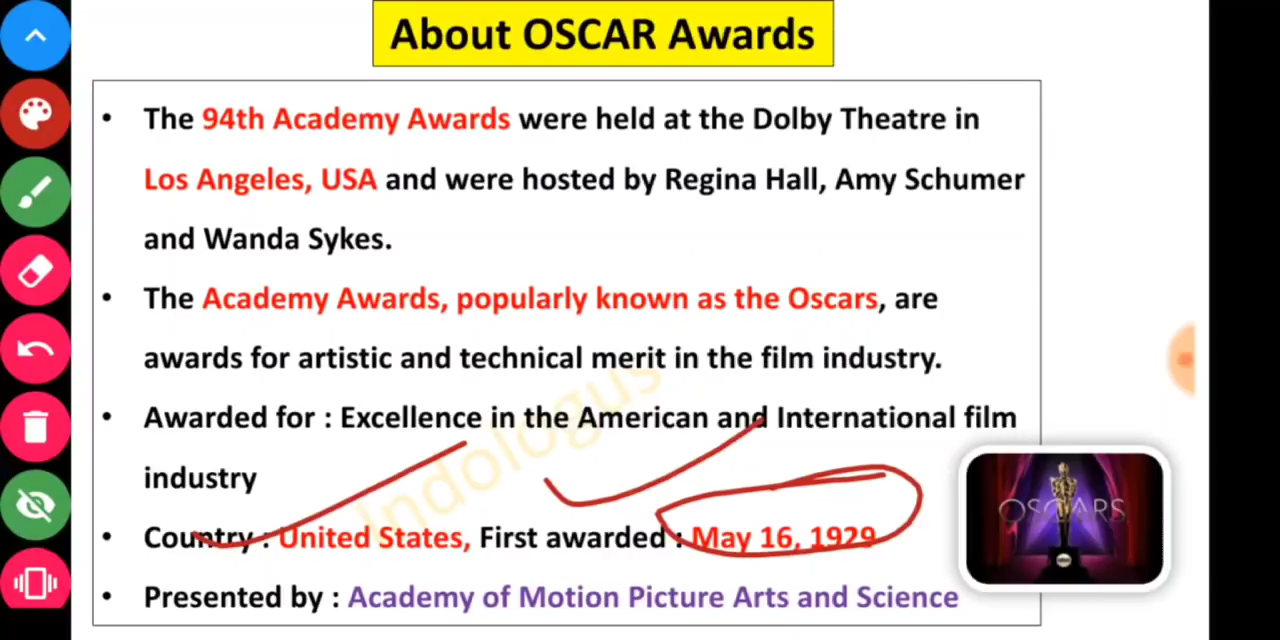 About OSCAR Awards
• The 94th Academy Awards were held at the Dolby Theatre in
Los Angeles, USA and were hosted by Regina Hall, Amy Schumer
and Wanda Sykes.
• The Academy Awards, popularly known as the Oscars, are
awards for artistic and technical merit in the film industry.
• Awarded for : Excellence in the American and International film
industry
• Country : United States, First awarded : May 16, 1929
• Presented by : Academy of Motion Picture Arts and Science
Indologus
OSCARS